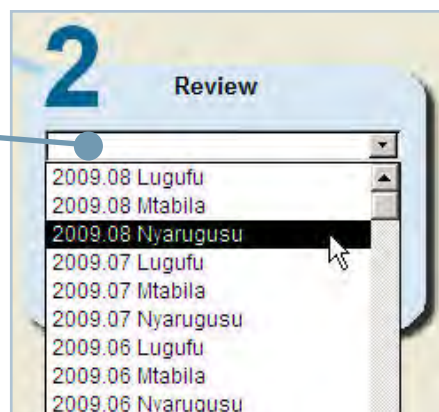 2
Review
2009.08 Lugufu
2009.08 Mtabila
2009.08 Nyarugusu
2009.07 Lugufu
2009.07 Mtabila
2009.07 Nyarugusu
2009.06 Lugufu
2009.06 Mtabila
2009.06 Nyarugusu